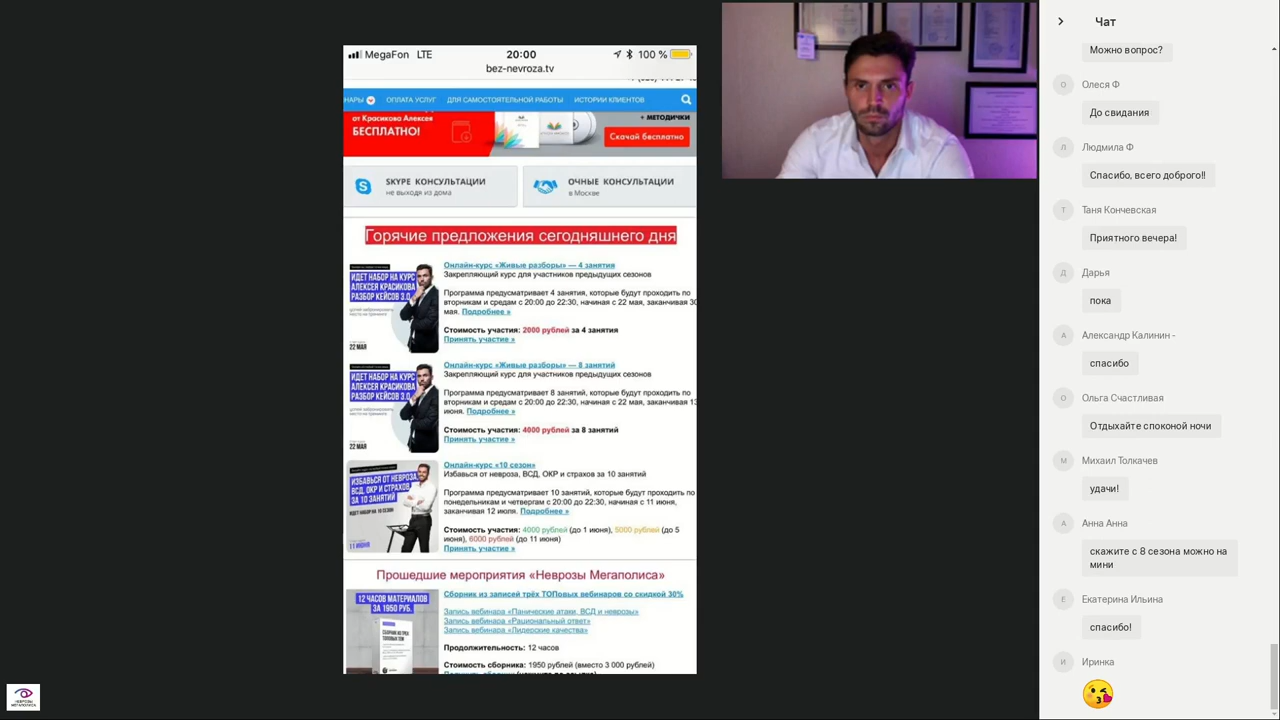 MegaFon LTE 20:00 100 %
bez-nevroza.tv
НАРЫ ОПЛАТА УСЛУГ ДЛЯ САМОСТОЯТЕЛЬНОЙ РАБОТЫ ИСТОРИИ КЛИЕНТОВ
от Красикова Алексея
БЕСПЛАТНО!
+ МЕТОДИЧКИ
Скачай бесплатно
SKYPE КОНСУЛЬТАЦИИ
не выходя из дома
ОЧНЫЕ КОНСУЛЬТАЦИИ
в Москве
Горячие предложения сегодняшнего дня
ИДЕТ НАБОР НА КУРС
АЛЕКСЕЯ КРАСИКОВА
РАЗБОР КЕЙСОВ 3.0
22 МАЯ
Онлайн-курс «Живые разборы» — 4 занятия
Закрепляющий курс для участников предыдущих сезонов
Программа предусматривает 4 занятия, которые будут проходить по
вторникам и средам с 20:00 до 22:30, начиная с 22 мая, заканчивая 30
мая. Подробнее »
Стоимость участия: 2000 рублей за 4 занятия
Принять участие »
ИДЕТ НАБОР НА КУРС
АЛЕКСЕЯ КРАСИКОВА
РАЗБОР КЕЙСОВ 3.0
22 МАЯ
Онлайн-курс «Живые разборы» — 8 занятий
Закрепляющий курс для участников предыдущих сезонов
Программа предусматривает 8 занятий, которые будут проходить по
вторникам и средам с 20:00 до 22:30, начиная с 22 мая, заканчивая 13
июня. Подробнее »
Стоимость участия: 4000 рублей за 8 занятий
Принять участие »
ИЗБАВЬСЯ ОТ НЕВРОЗА,
ВСД, ОКР И СТРАХОВ
ЗА 10 ЗАНЯТИЙ
ИДЕТ НАБОР НА 10 СЕЗОН
11 ИЮНЯ
Онлайн-курс «10 сезон»
Избавься от невроза, ВСД, ОКР и страхов за 10 занятий
Программа предусматривает 10 занятий, которые будут проходить по
понедельникам и четвергам с 20:00 до 22:30, начиная с 11 июня,
заканчивая 12 июля. Подробнее »
Стоимость участия: 4000 рублей (до 1 июня), 5000 рублей (до 5
июня), 6000 рублей (до 11 июня)
Принять участие »
Прошедшие мероприятия «Неврозы Мегаполиса»
12 ЧАСОВ МАТЕРИАЛОВ
ЗА 1950 РУБ.
Сборник из записей трёх ТОПовых вебинаров со скидкой 30%
Запись вебинара «Панические атаки, ВСД и неврозы»
Запись вебинара «Рациональный ответ»
Запись вебинара «Лидерские качества»
Продолжительность: 12 часов
Стоимость сборника: 1950 рублей (вместо 3 000 рублей)
НЕВРОЗЫ
МЕГАПОЛИСА
Чат
Можно вопрос?
О Олеся Ф
До свидания
Л Людмила Ф
Спасибо, всего доброго!!
Т Таня Кончевская
Приятного вечера!
Д Дарья
пока
А Александр Калинин -
спасибо
О Ольга Счастливая
Отдыхайте споконой ночи
М Михаил Толкачев
удачи!
А Анна Анна
скажите с 8 сезона можно на
мини
Е Екатерина Ильина
спасибо!
И Иринка